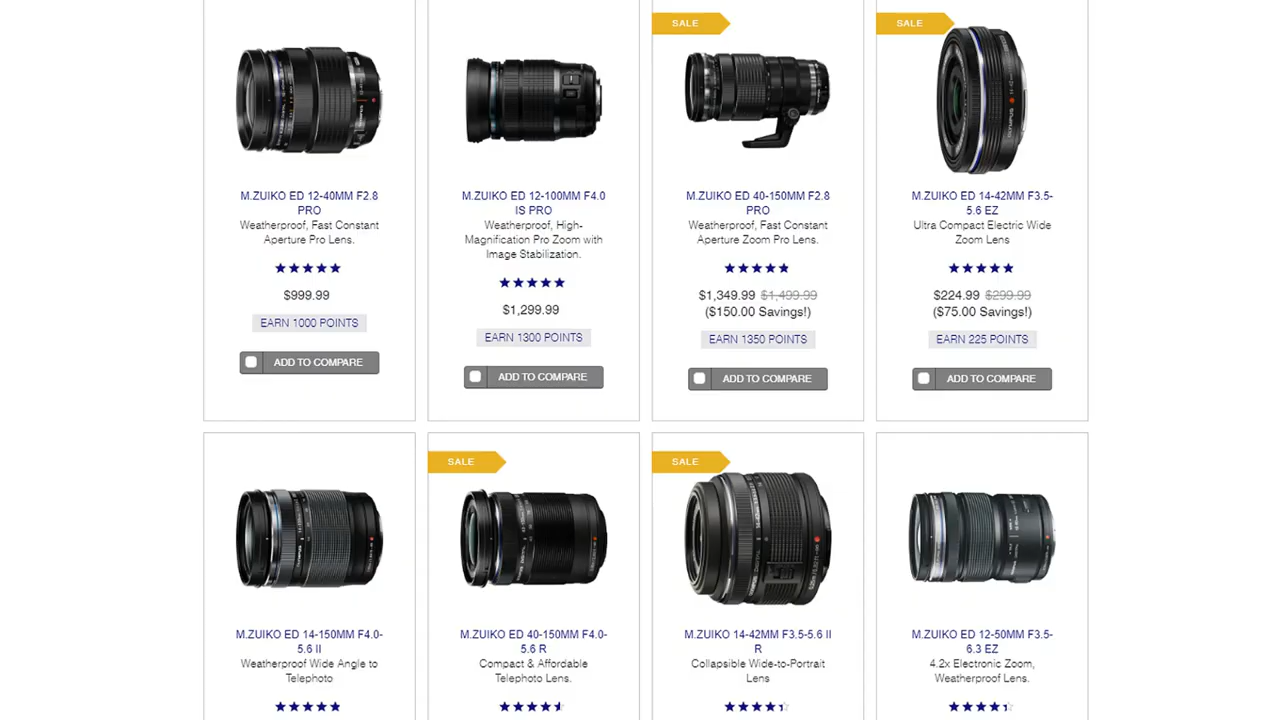 SALE
SALE
M.ZUIKO ED 12-40MM F2.8
PRO
Weatherproof, Fast Constant
Aperture Pro Lens.
$999.99
EARN 1000 POINTS
ADD TO COMPARE
M.ZUIKO ED 12-100MM F4.0
IS PRO
Weatherproof, High-
Magnification Pro Zoom with
Image Stabilization.
$1,299.99
EARN 1300 POINTS
ADD TO COMPARE
M.ZUIKO ED 40-150MM F2.8
PRO
Weatherproof, Fast Constant
Aperture Zoom Pro Lens.
$1,349.99 $1,499.99
($150.00 Savings!)
EARN 1350 POINTS
ADD TO COMPARE
M.ZUIKO ED 14-42MM F3.5-
5.6 EZ
Ultra Compact Electric Wide
Zoom Lens
$224.99 $299.99
($75.00 Savings!)
EARN 225 POINTS
ADD TO COMPARE
SALE
SALE
M.ZUIKO ED 14-150MM F4.0-
5.6 II
Weatherproof Wide Angle to
Telephoto
M.ZUIKO ED 40-150MM F4.0-
5.6 R
Compact & Affordable
Telephoto Lens.
M.ZUIKO 14-42MM F3.5-5.6 II
R
Collapsible Wide-to-Portrait
Lens
M.ZUIKO ED 12-50MM F3.5-
6.3 EZ
4.2x Electronic Zoom,
Weatherproof Lens.